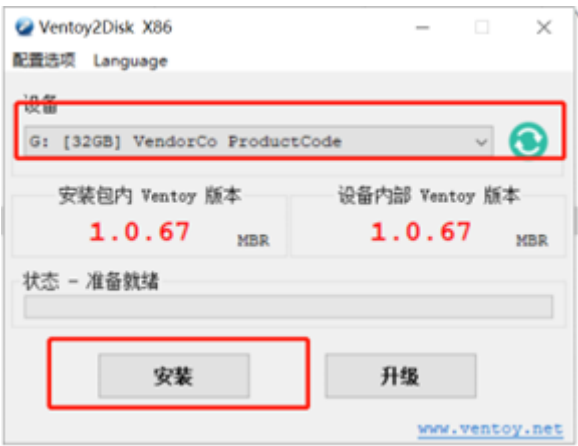 Ventoy2Disk X86
配置选项 Language
设备
G: [32GB] VendorCo ProductCode
安装包内 Ventoy 版本
设备内部 Ventoy 版本
1.0.67 MBR
1.0.67 MBR
状态 - 准备就绪
安装
升级
www.ventoy.net